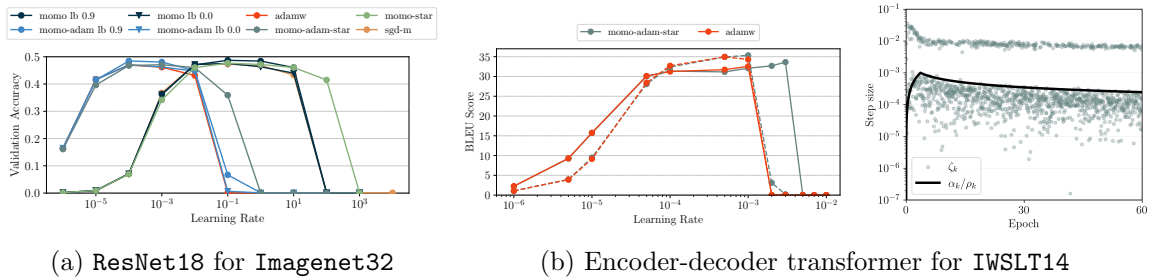 momo lb 0.9
momo lb 0.0
adamw
momo-star
momo-adam lb 0.9
momo-adam lb 0.0
momo-adam-star
sgd-m
Validation Accuracy
0.5
0.4
0.3
0.2
0.1
0.0
10⁻⁵
10⁻³
10⁻¹
10¹
10³
Learning Rate
(a) ResNet18 for Imagenet32
momo-adam-star
adamw
BLEU Score
35
30
25
20
15
10
5
0
10⁻⁶
10⁻⁵
10⁻⁴
10⁻³
10⁻²
Learning Rate
Step size
10⁻¹
10⁻²
10⁻³
10⁻⁴
10⁻⁵
10⁻⁶
10⁻⁷
ζₖ
αₖ/ρₖ
0
30
60
Epoch
(b) Encoder-decoder transformer for IWSLT14